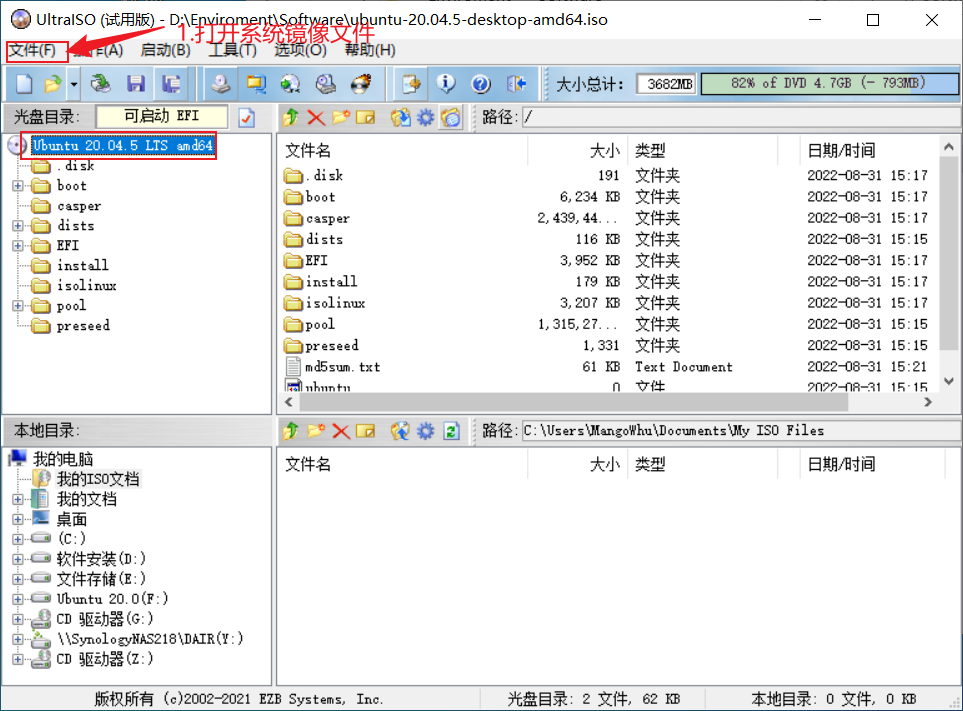 UltraISO (试用版) - D:\Enviroment\Software\ubuntu-20.04.5-desktop-amd64.iso
1.打开系统镜像文件
文件(F) 操作(A) 启动(B) 工具(T) 选项(O) 帮助(H)
大小总计: 3682MB 82% of DVD 4.7GB (- 793MB)
光盘目录: 可启动 EFI 路径: /
Ubuntu 20.04.5 LTS amd64
.disk
boot
casper
dists
EFI
install
isolinux
pool
preseed
文件名 大小 类型 日期/时间
.disk 191 文件夹 2022-08-31 15:17
boot 6,234 KB 文件夹 2022-08-31 15:17
casper 2,439,44... 文件夹 2022-08-31 15:17
dists 116 KB 文件夹 2022-08-31 15:15
EFI 3,952 KB 文件夹 2022-08-31 15:15
install 179 KB 文件夹 2022-08-31 15:17
isolinux 3,207 KB 文件夹 2022-08-31 15:17
pool 1,315,27... 文件夹 2022-08-31 15:15
preseed 1,331 文件夹 2022-08-31 15:15
md5sum.txt 61 KB Text Document 2022-08-31 15:21
ubuntu 0 文件 2022-08-31 15:15
本地目录: 路径: C:\Users\MangoWhu\Documents\My ISO Files
我的电脑
我的ISO文档
我的文档
桌面
(C:)
软件安装(D:)
文件存储(E:)
Ubuntu 20.0(F:)
CD 驱动器(G:)
\\SynologyNAS218\DAIR(Y:)
CD 驱动器(Z:)
文件名 大小 类型 日期/时间
版权所有 (c)2002-2021 EZB Systems, Inc. 光盘目录: 2 文件, 62 KB 本地目录: 0 文件, 0 KB